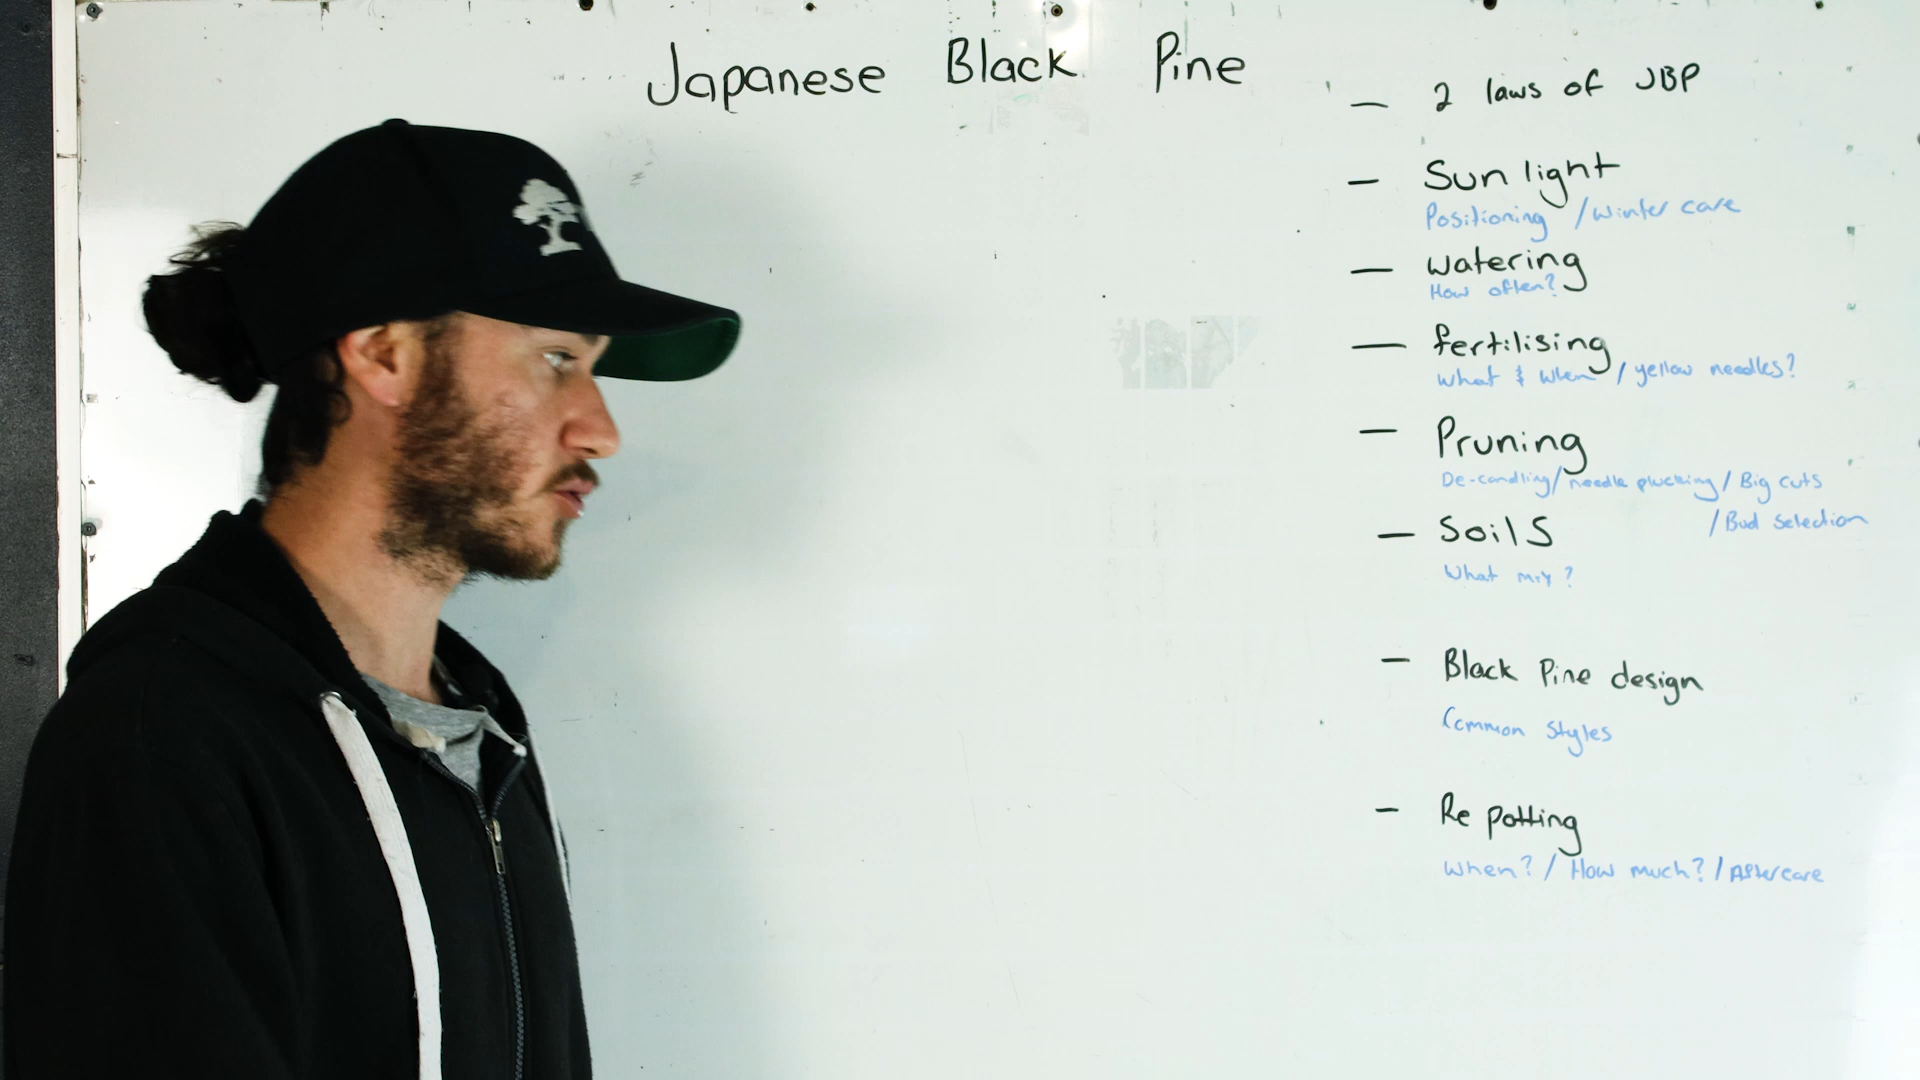 Japanese Black Pine
— 2 laws of JBP
— Sun light
Positioning / Winter care
— Watering
How often?
— fertilising
What & When / yellow needles?
— Pruning
De-candling / needle plucking / Big cuts
/ Bud Selection
— Soils
What mix?
— Black Pine design
Common Styles
— Re potting
When? / How much? / Aftercare